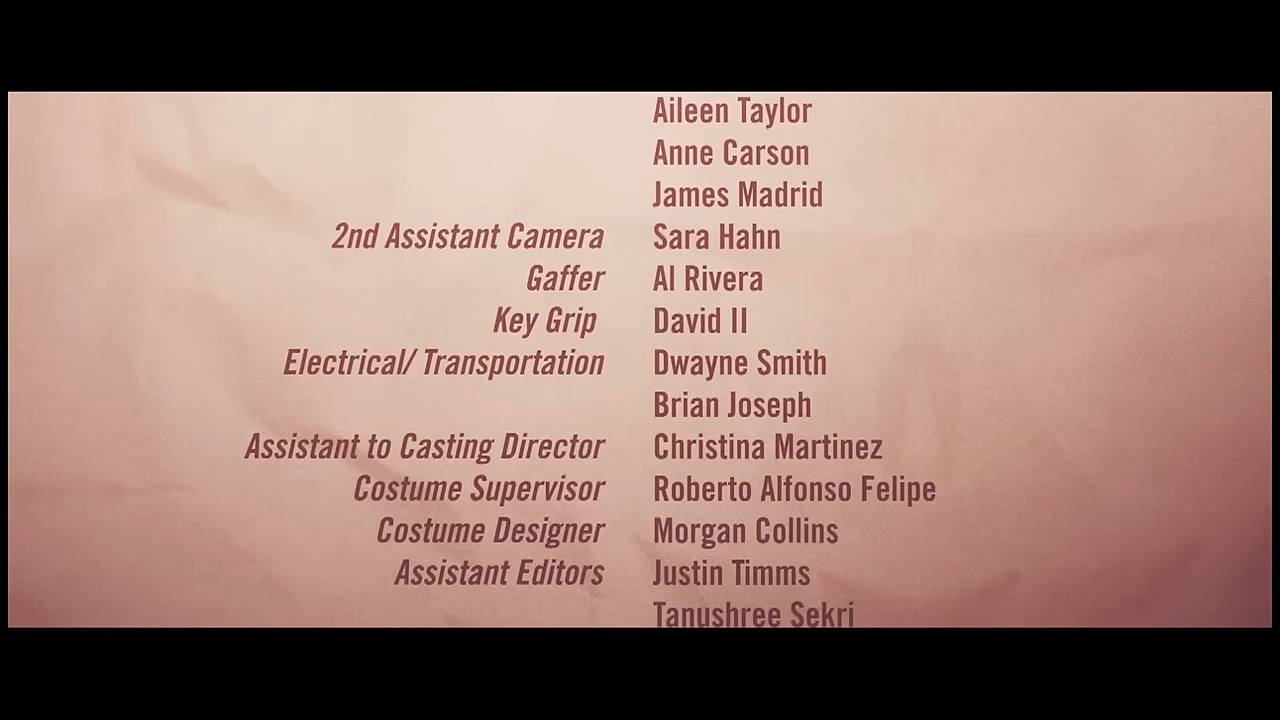 Aileen Taylor
Anne Carson
James Madrid
2nd Assistant Camera Sara Hahn
Gaffer Al Rivera
Key Grip David II
Electrical/ Transportation Dwayne Smith
Brian Joseph
Assistant to Casting Director Christina Martinez
Costume Supervisor Roberto Alfonso Felipe
Costume Designer Morgan Collins
Assistant Editors Justin Timms
Tanushree Sekri